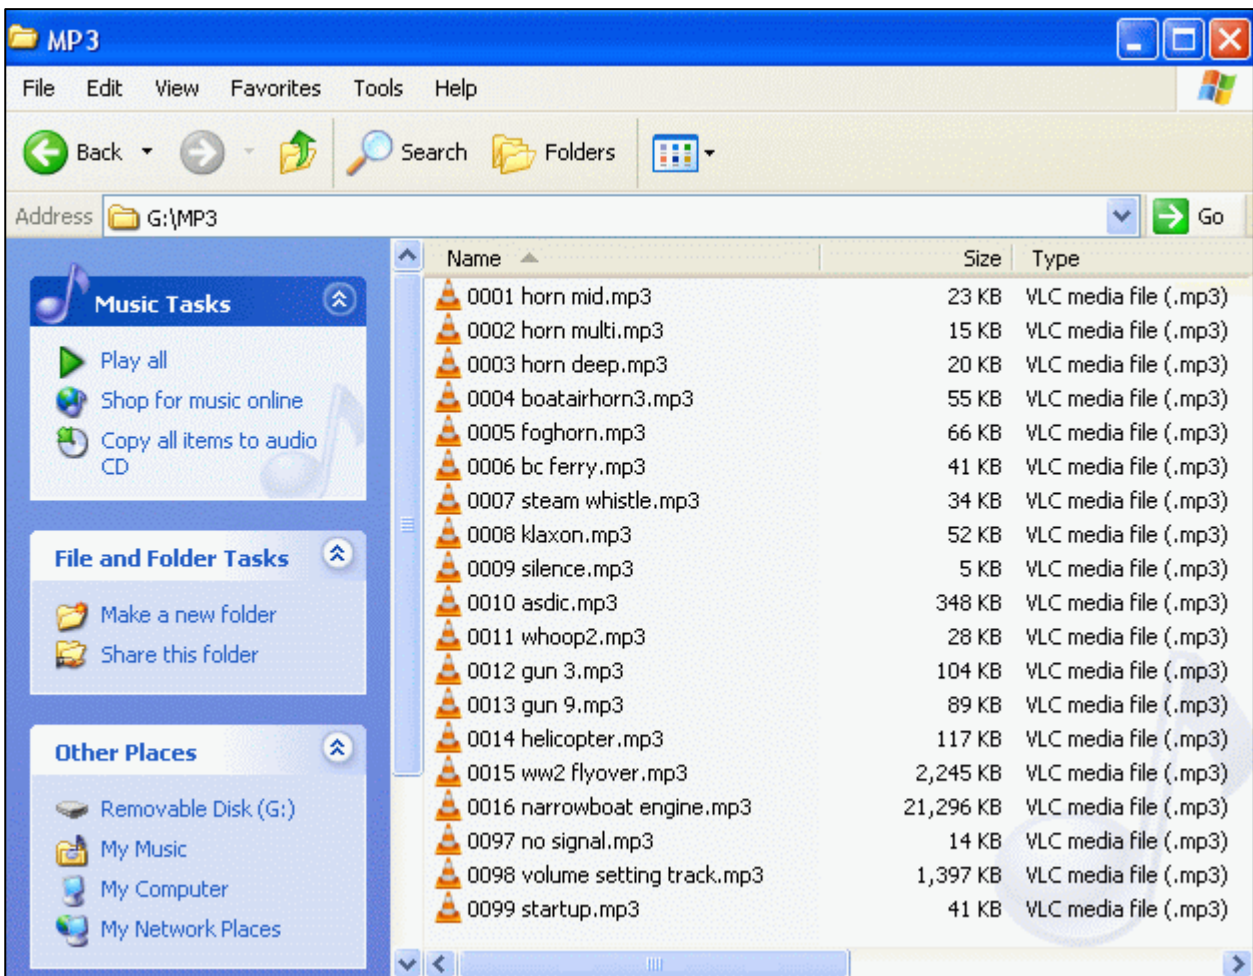 MP3
File Edit View Favorites Tools Help
Back Search Folders
Address G:\MP3 Go
Music Tasks
Play all
Shop for music online
Copy all items to audio
CD
File and Folder Tasks
Make a new folder
Share this folder
Other Places
Removable Disk (G:)
My Music
My Computer
My Network Places
Name Size Type
0001 horn mid.mp3 23 KB VLC media file (.mp3)
0002 horn multi.mp3 15 KB VLC media file (.mp3)
0003 horn deep.mp3 20 KB VLC media file (.mp3)
0004 boatairhorn3.mp3 55 KB VLC media file (.mp3)
0005 foghorn.mp3 66 KB VLC media file (.mp3)
0006 bc ferry.mp3 41 KB VLC media file (.mp3)
0007 steam whistle.mp3 34 KB VLC media file (.mp3)
0008 klaxon.mp3 52 KB VLC media file (.mp3)
0009 silence.mp3 5 KB VLC media file (.mp3)
0010 asdic.mp3 348 KB VLC media file (.mp3)
0011 whoop2.mp3 28 KB VLC media file (.mp3)
0012 gun 3.mp3 104 KB VLC media file (.mp3)
0013 gun 9.mp3 89 KB VLC media file (.mp3)
0014 helicopter.mp3 117 KB VLC media file (.mp3)
0015 ww2 flyover.mp3 2,245 KB VLC media file (.mp3)
0016 narrowboat engine.mp3 21,296 KB VLC media file (.mp3)
0097 no signal.mp3 14 KB VLC media file (.mp3)
0098 volume setting track.mp3 1,397 KB VLC media file (.mp3)
0099 startup.mp3 41 KB VLC media file (.mp3)